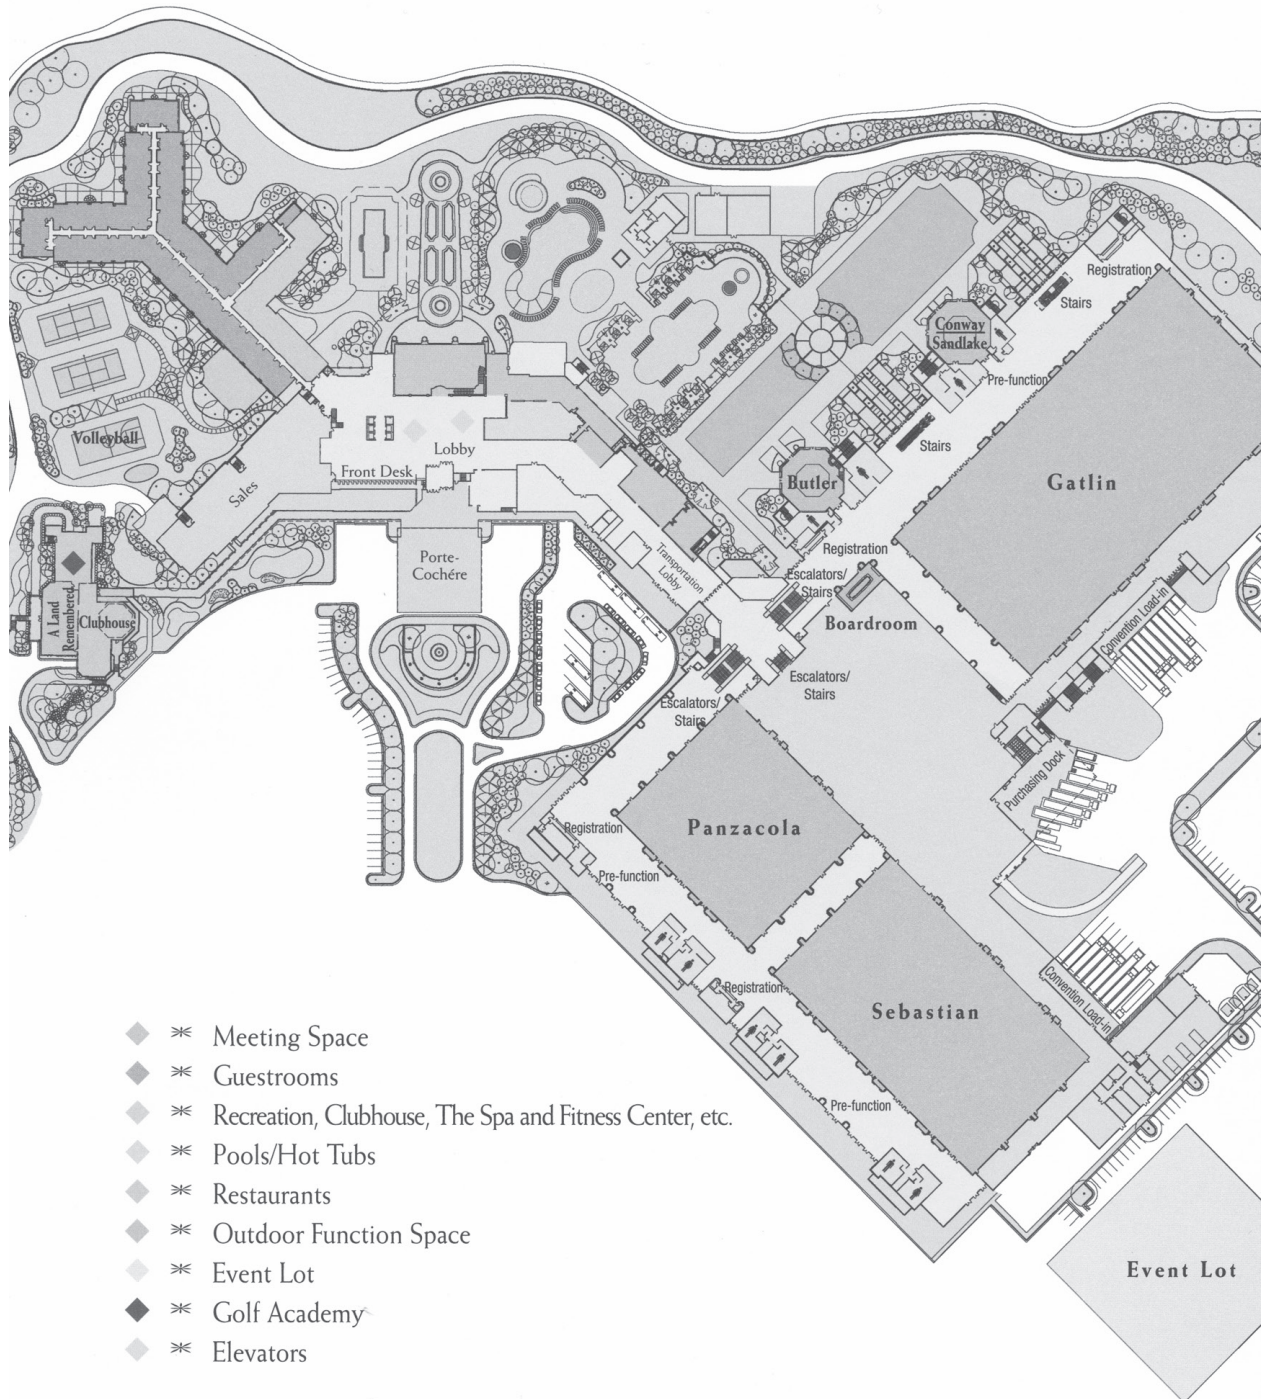 Registration
Stairs
Conway
Sandlake
Pre-function
Volleyball
Stairs
Lobby
Front Desk
Sales
Butler
Gatlin
Porte-
Cochére
Transportation
Lobby
Registration
Escalators/
Stairs
Boardroom
Convention Load-in
A Land
Remembered
Clubhouse
Escalators/
Stairs
Escalators/
Stairs
Purchasing Dock
Registration
Panzacola
Pre-function
Registration
Sebastian
Convention Load-in
Pre-function
Event Lot
Meeting Space
Guestrooms
Recreation, Clubhouse, The Spa and Fitness Center, etc.
Pools/Hot Tubs
Restaurants
Outdoor Function Space
Event Lot
Golf Academy
Elevators